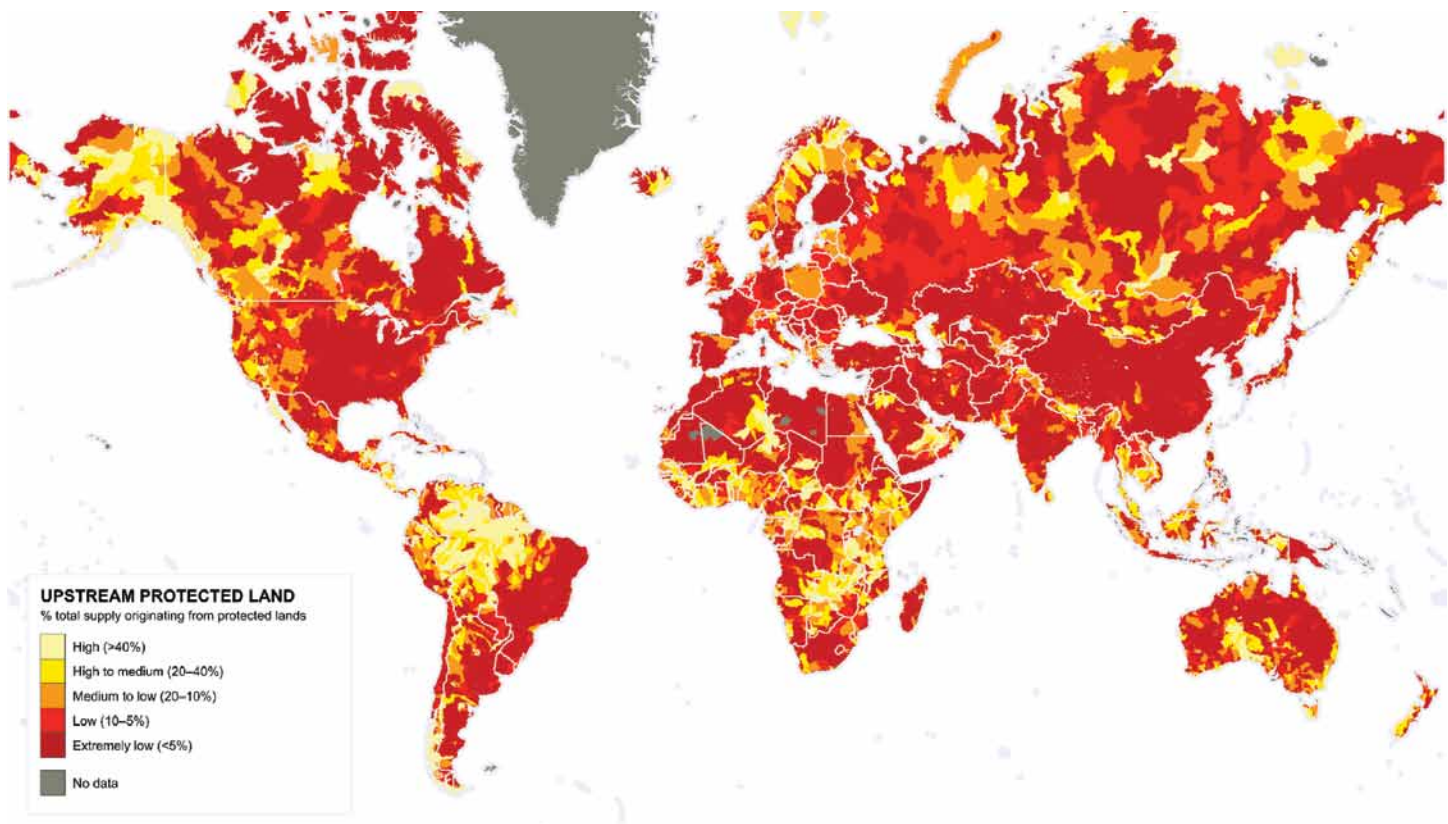 UPSTREAM PROTECTED LAND
% total supply originating from protected lands
High (>40%)
High to medium (20–40%)
Medium to low (20–10%)
Low (10–5%)
Extremely low (<5%)
No data